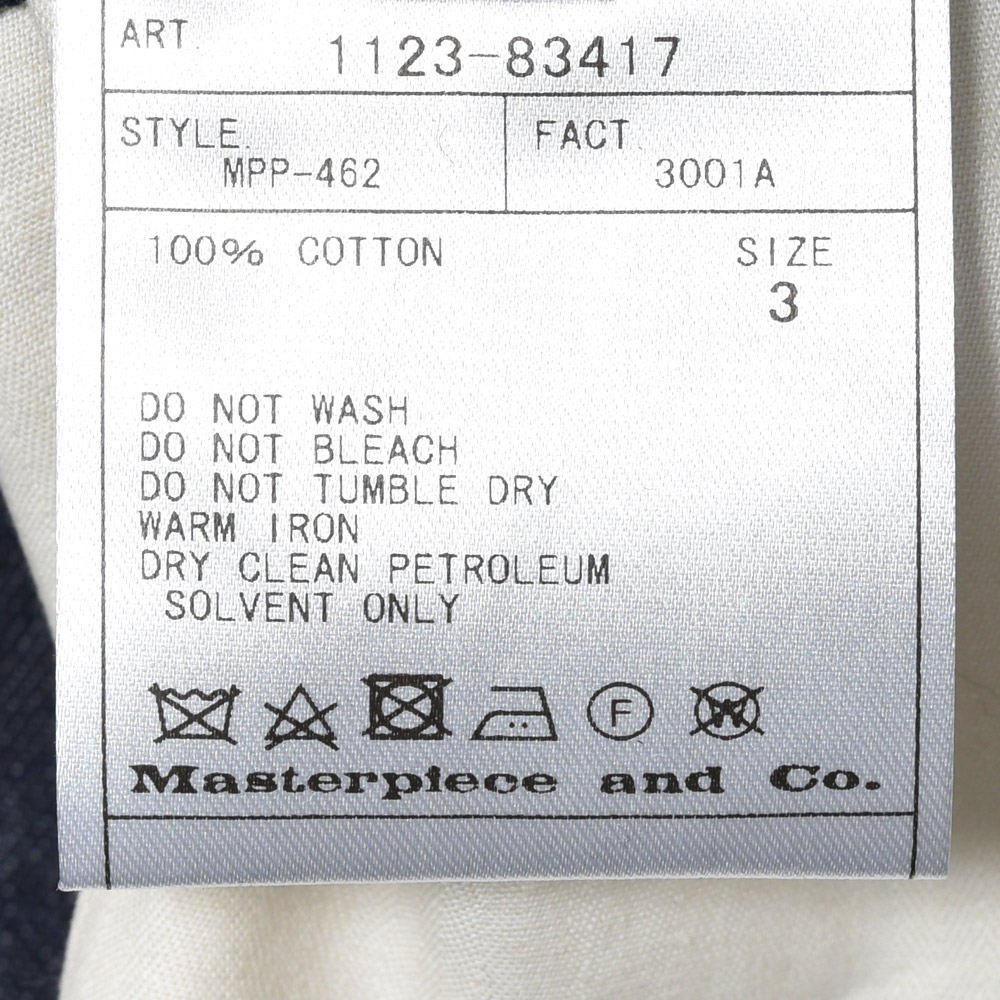 ART.
1123-83417
STYLE.
MPP-462
FACT.
3001A
100% COTTON
SIZE
3
DO NOT WASH
DO NOT BLEACH
DO NOT TUMBLE DRY
WARM IRON
DRY CLEAN PETROLEUM
SOLVENT ONLY
F
W
Masterpiece and Co.